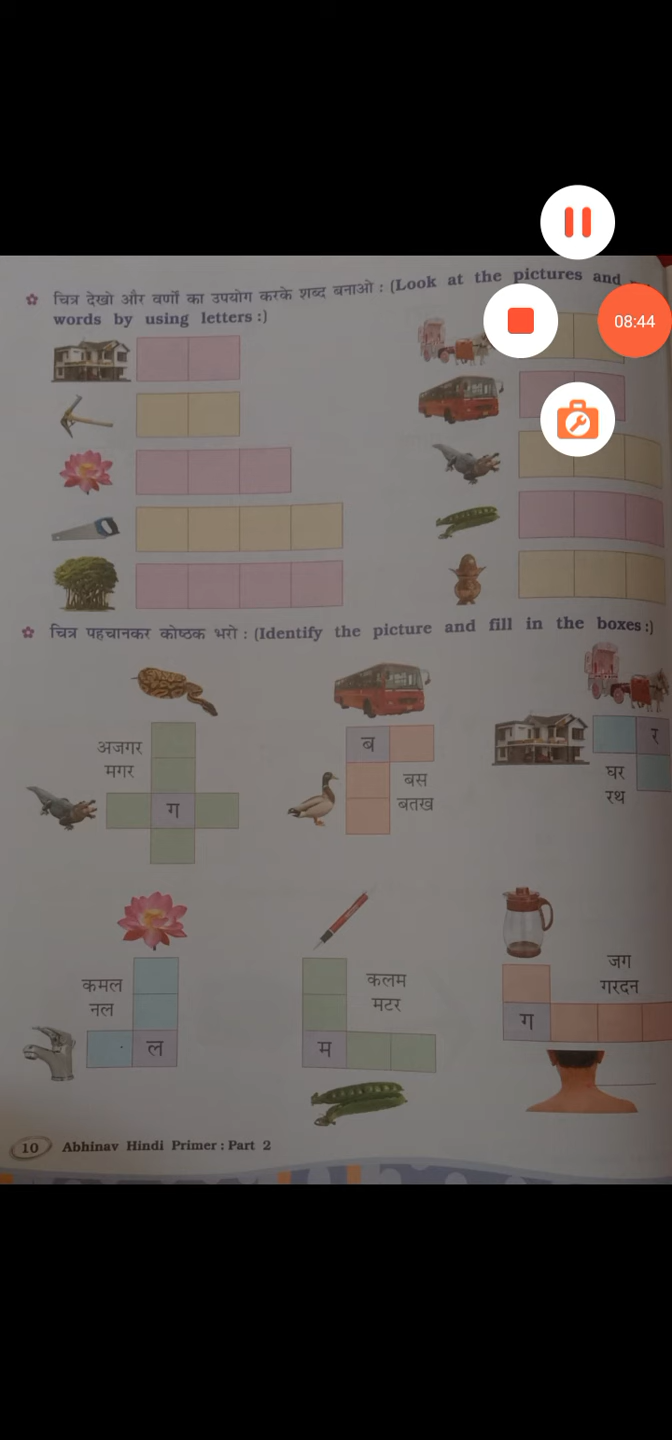 08:44
✿ चित्र देखो और वर्णों का उपयोग करके शब्द बनाओ : (Look at the pictures and
words by using letters :)
✿ चित्र पहचानकर कोष्ठक भरो : (Identify the picture and fill in the boxes:)
अजगर
मगर
ग
ब
बस
बतख
र
घर
रथ
कमल
नल
ल
कलम
मटर
म
जग
गरदन
ग
10 Abhinav Hindi Primer : Part 2